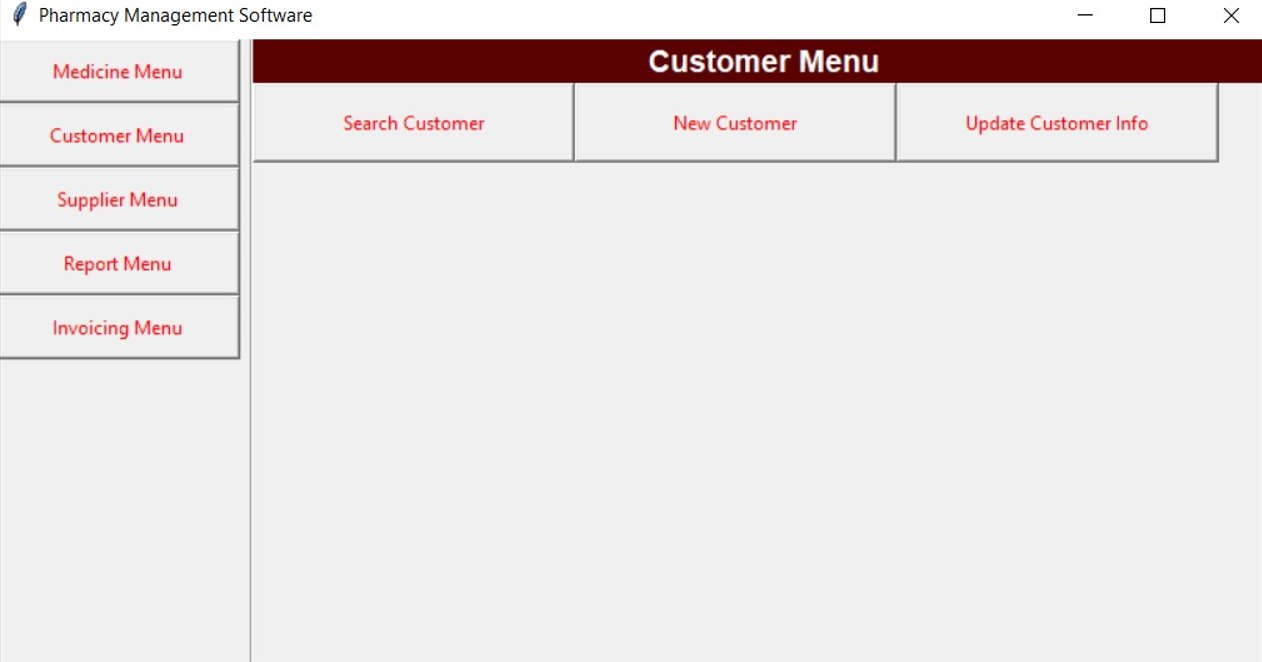 Pharmacy Management Software
Medicine Menu
Customer Menu
Supplier Menu
Report Menu
Invoicing Menu
Customer Menu
Search Customer
New Customer
Update Customer Info